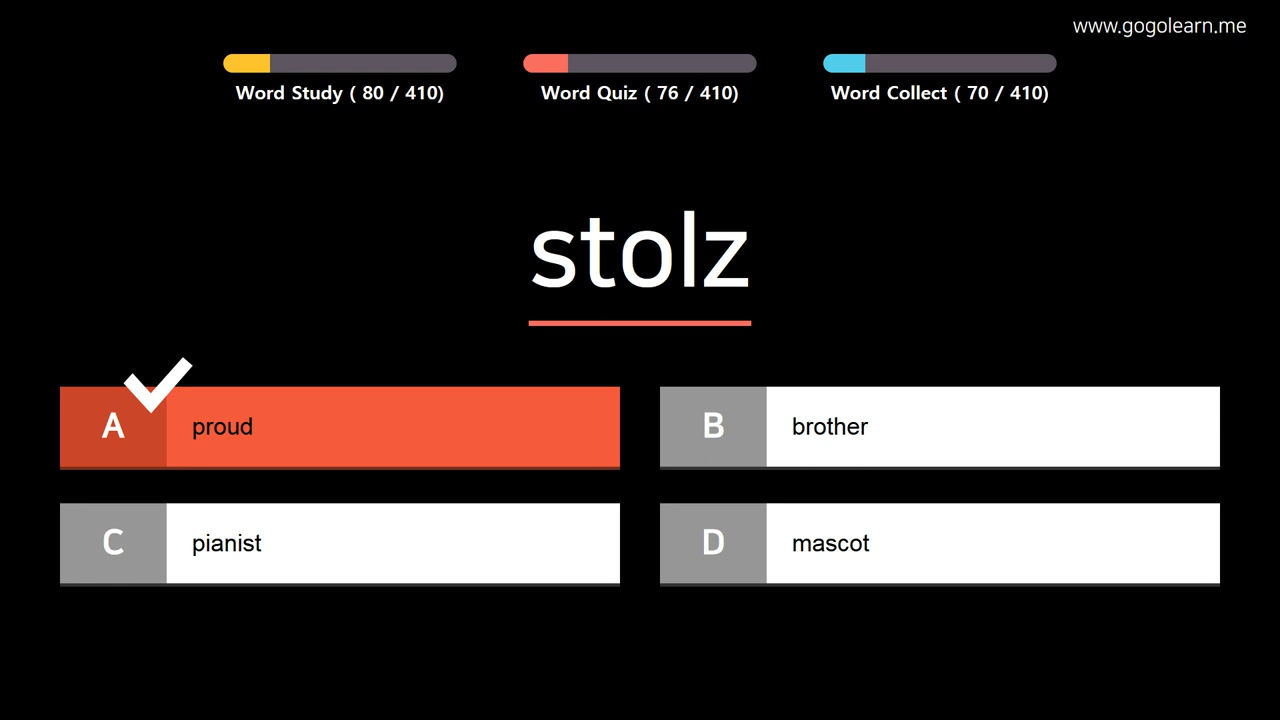 www.gogolearn.me
Word Study ( 80 / 410)
Word Quiz ( 76 / 410)
Word Collect ( 70 / 410)
stolz
A proud
B brother
C pianist
D mascot